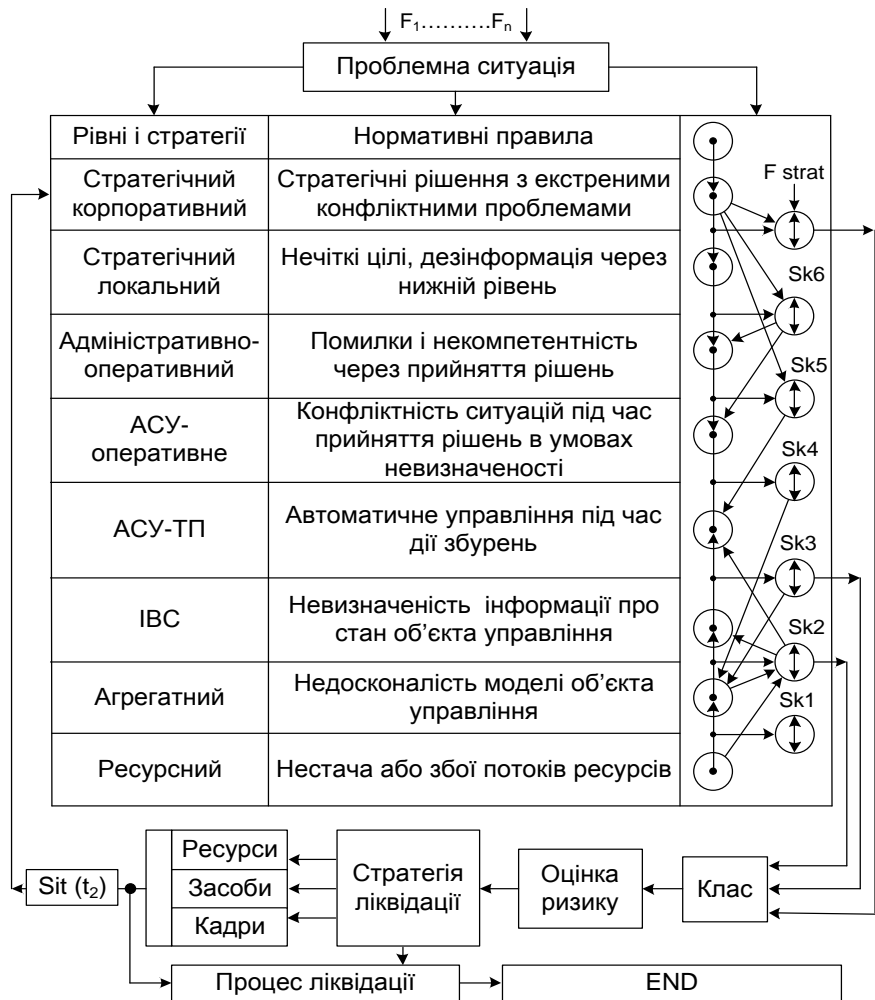 F₁..........Fₙ
Проблемна ситуація
Рівні і стратегії
Нормативні правила
Стратегічний
корпоративний
Стратегічні рішення з екстреними
конфліктними проблемами
F strat
Стратегічний
локальний
Нечіткі цілі, дезінформація через
нижній рівень
Sk6
Адміністративно-
оперативний
Помилки і некомпетентність
через прийняття рішень
Sk5
АСУ-
оперативне
Конфліктність ситуацій під час
прийняття рішень в умовах
невизначеності
Sk4
АСУ-ТП
Автоматичне управління під час
дії збурень
Sk3
ІВС
Невизначеність інформації про
стан об’єкта управління
Sk2
Агрегатний
Недосконалість моделі об’єкта
управління
Sk1
Ресурсний
Нестача або збої потоків ресурсів
Sit (t₂)
Ресурси
Засоби
Кадри
Стратегія
ліквідації
Оцінка
ризику
Клас
Процес ліквідації
END